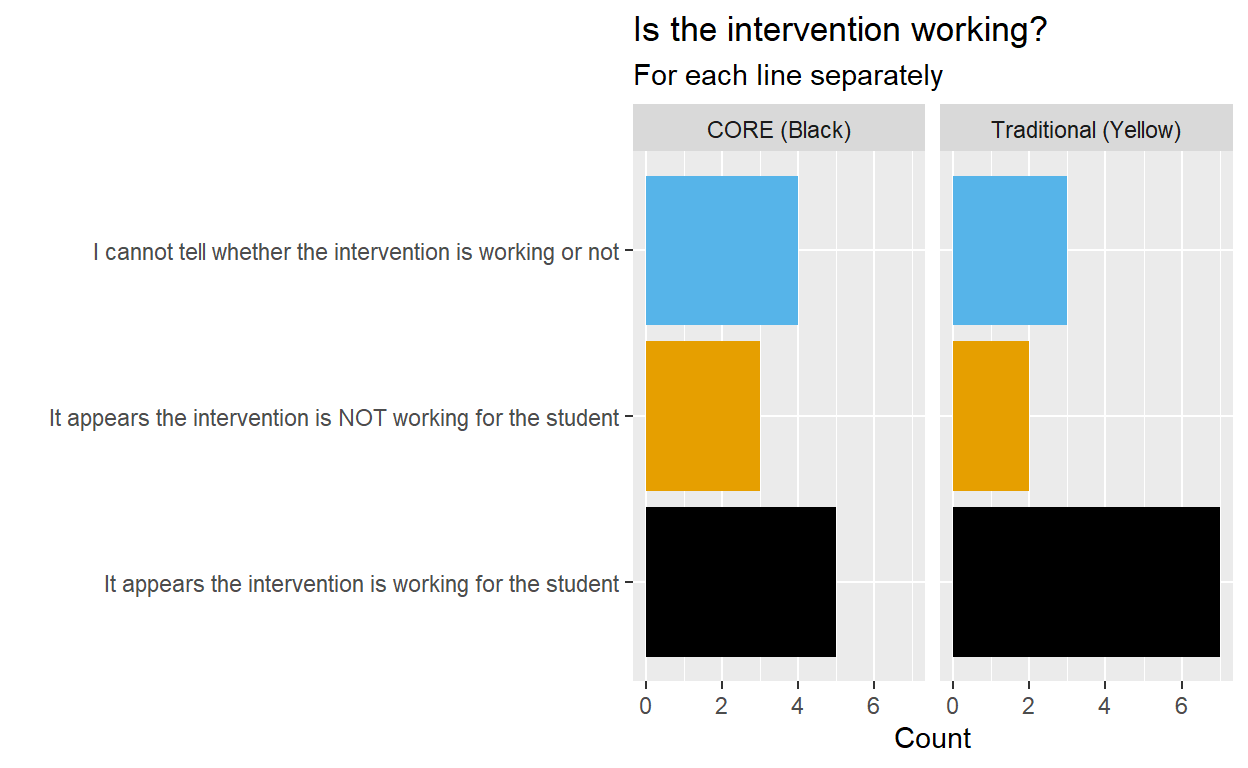 Is the intervention working?
For each line separately
CORE (Black)
Traditional (Yellow)
I cannot tell whether the intervention is working or not
It appears the intervention is NOT working for the student
It appears the intervention is working for the student
0 2 4 6
0 2 4 6
Count